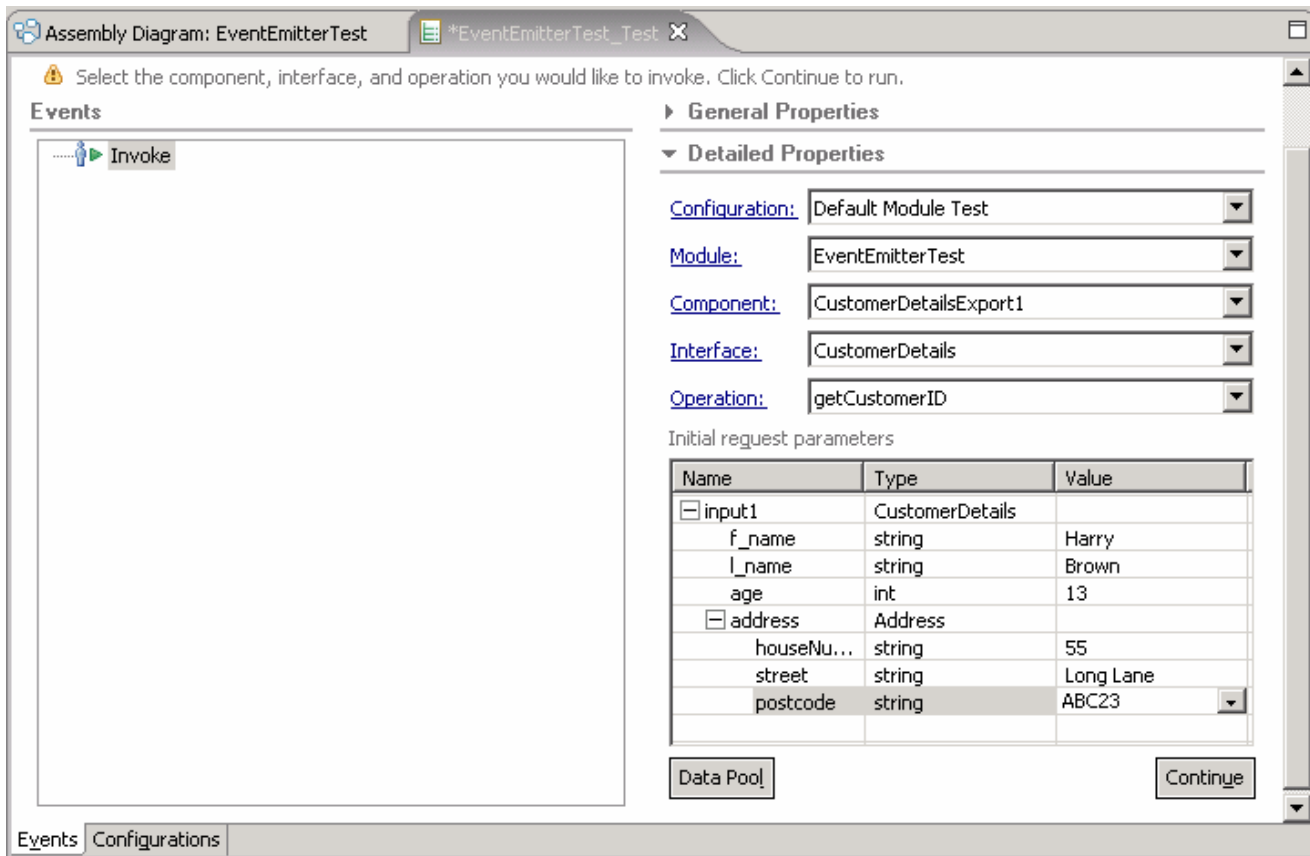 Assembly Diagram: EventEmitterTest
*EventEmitterTest_Test
Select the component, interface, and operation you would like to invoke. Click Continue to run.
Events
Invoke
General Properties
Detailed Properties
Configuration: Default Module Test
Module: EventEmitterTest
Component: CustomerDetailsExport1
Interface: CustomerDetails
Operation: getCustomerID
Initial request parameters
Name Type Value
input1 CustomerDetails
f_name string Harry
l_name string Brown
age int 13
address Address
houseNu... string 55
street string Long Lane
postcode string ABC23
Data Pool Continue
Events Configurations